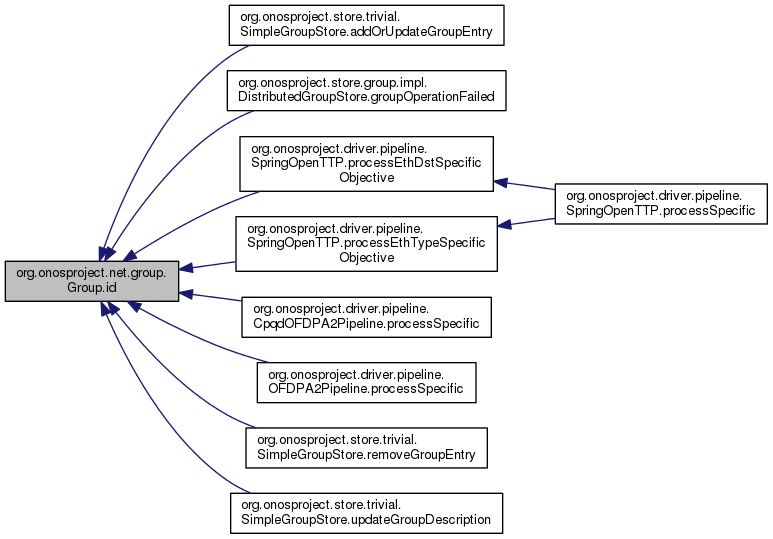 org.onosproject.store.trivial.
SimpleGroupStore.addOrUpdateGroupEntry
org.onosproject.store.group.impl.
DistributedGroupStore.groupOperationFailed
org.onosproject.driver.pipeline.
SpringOpenTTP.processEthDstSpecific
Objective
org.onosproject.driver.pipeline.
SpringOpenTTP.processSpecific
org.onosproject.driver.pipeline.
SpringOpenTTP.processEthTypeSpecific
Objective
org.onosproject.net.group.
Group.id
org.onosproject.driver.pipeline.
CpqdOFDPA2Pipeline.processSpecific
org.onosproject.driver.pipeline.
OFDPA2Pipeline.processSpecific
org.onosproject.store.trivial.
SimpleGroupStore.removeGroupEntry
org.onosproject.store.trivial.
SimpleGroupStore.updateGroupDescription